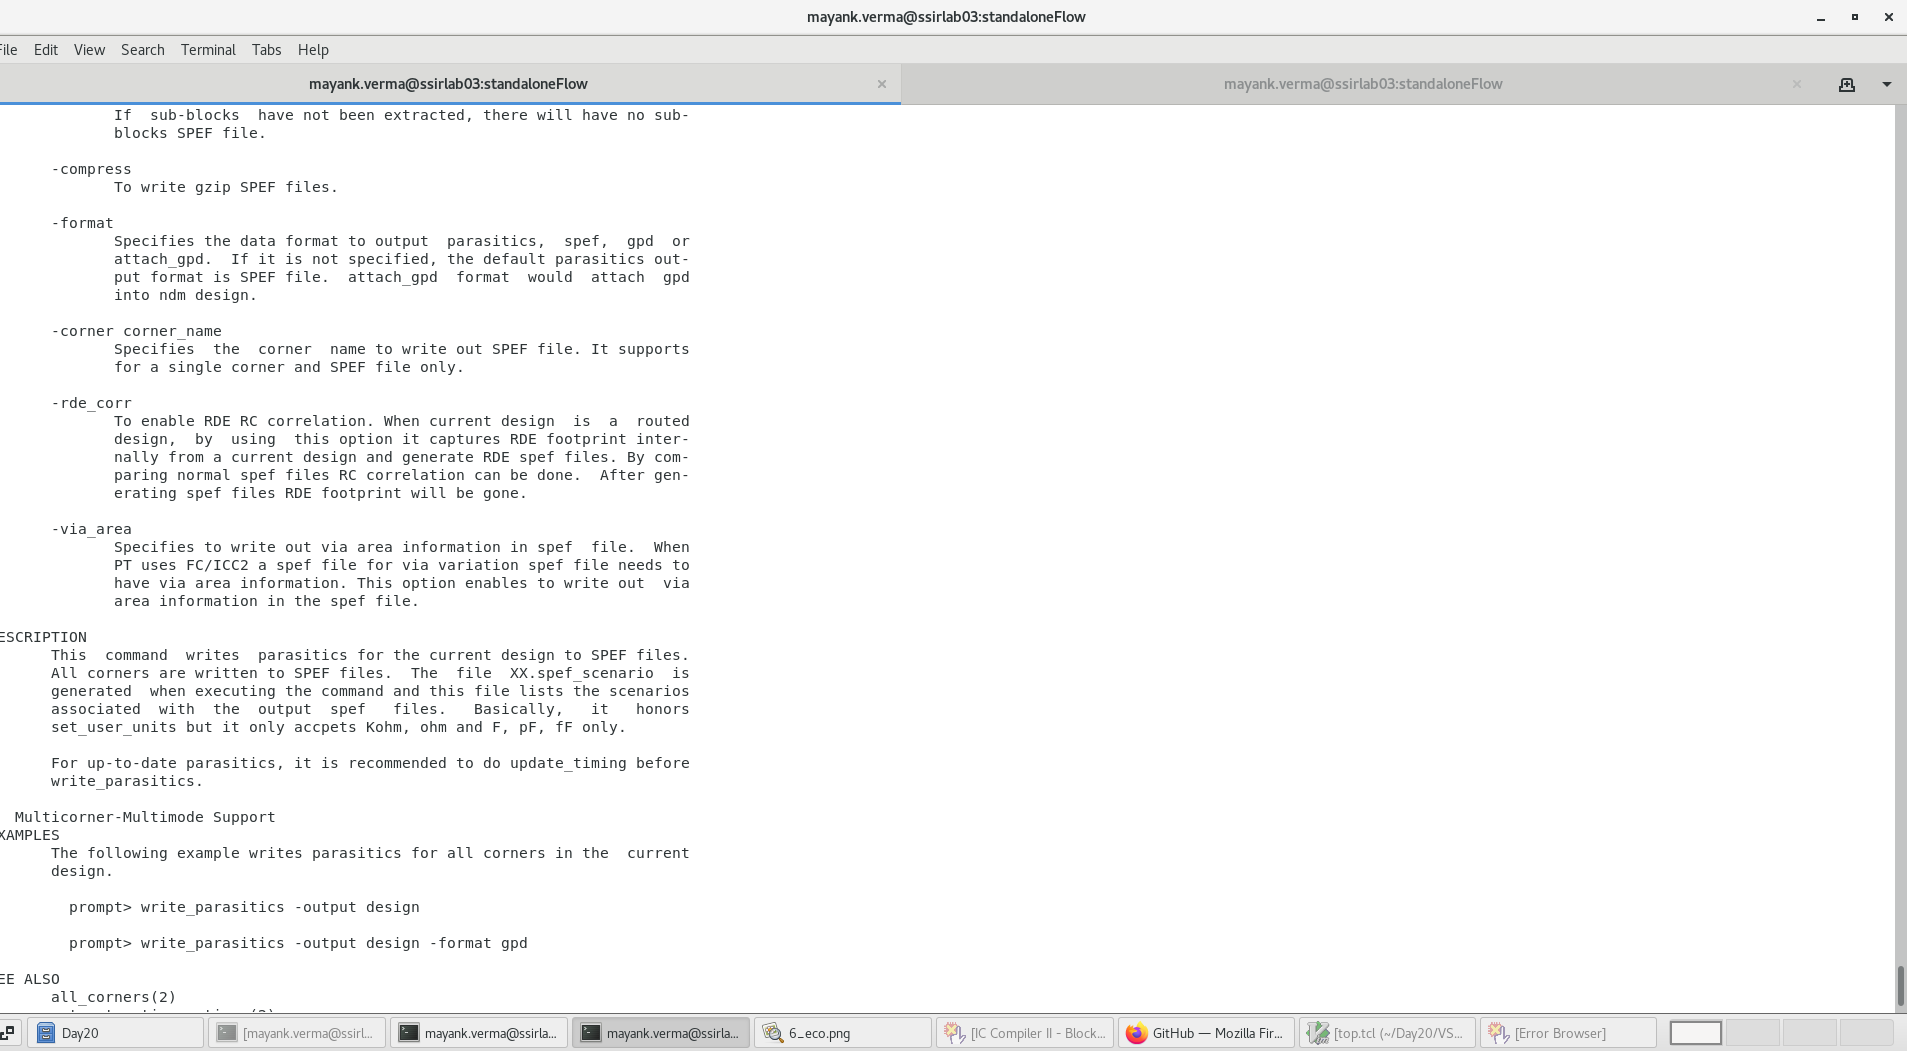 mayank.verma@ssirlab03:standaloneFlow
File Edit View Search Terminal Tabs Help
mayank.verma@ssirlab03:standaloneFlow mayank.verma@ssirlab03:standaloneFlow
If  sub-blocks  have not been extracted, there will have no sub-
blocks SPEF file.
-compress
To write gzip SPEF files.
-format
Specifies the data format to output  parasitics,  spef,  gpd  or
attach_gpd.  If it is not specified, the default parasitics out-
put format is SPEF file.  attach_gpd  format  would  attach  gpd
into ndm design.
-corner corner_name
Specifies  the  corner  name to write out SPEF file. It supports
for a single corner and SPEF file only.
-rde_corr
To enable RDE RC correlation. When current design  is  a  routed
design,  by  using  this option it captures RDE footprint inter-
nally from a current design and generate RDE spef files. By com-
paring normal spef files RC correlation can be done.  After gen-
erating spef files RDE footprint will be gone.
-via_area
Specifies to write out via area information in spef  file.  When
PT uses FC/ICC2 a spef file for via variation spef file needs to
have via area information. This option enables to write out  via
area information in the spef file.
ESCRIPTION
This  command  writes  parasitics for the current design to SPEF files.
All corners are written to SPEF files.  The  file  XX.spef_scenario  is
generated  when executing the command and this file lists the scenarios
associated  with  the  output  spef   files.   Basically,   it   honors
set_user_units but it only accpets Kohm, ohm and F, pF, fF only.
For up-to-date parasitics, it is recommended to do update_timing before
write_parasitics.
Multicorner-Multimode Support
XAMPLES
The following example writes parasitics for all corners in the  current
design.
prompt> write_parasitics -output design
prompt> write_parasitics -output design -format gpd
EE ALSO
all_corners(2)
Day20 [mayank.verma@ssirl... mayank.verma@ssirla... mayank.verma@ssirla... 6_eco.png [IC Compiler II - Block... GitHub — Mozilla Fir... [top.tcl (~/Day20/VS... [Error Browser]